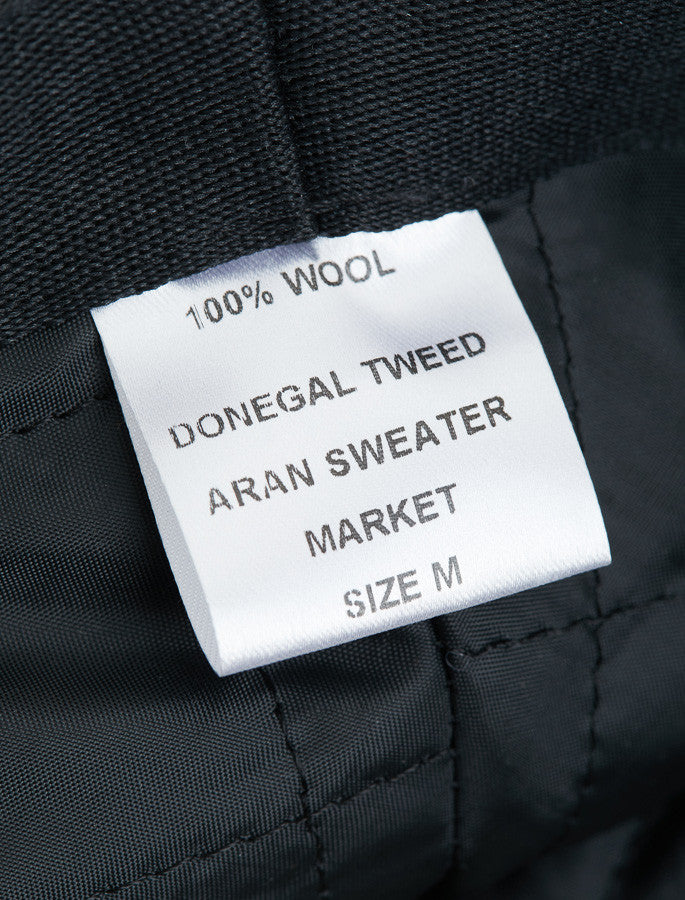 100% WOOL
DONEGAL TWEED
ARAN SWEATER
MARKET
SIZE M